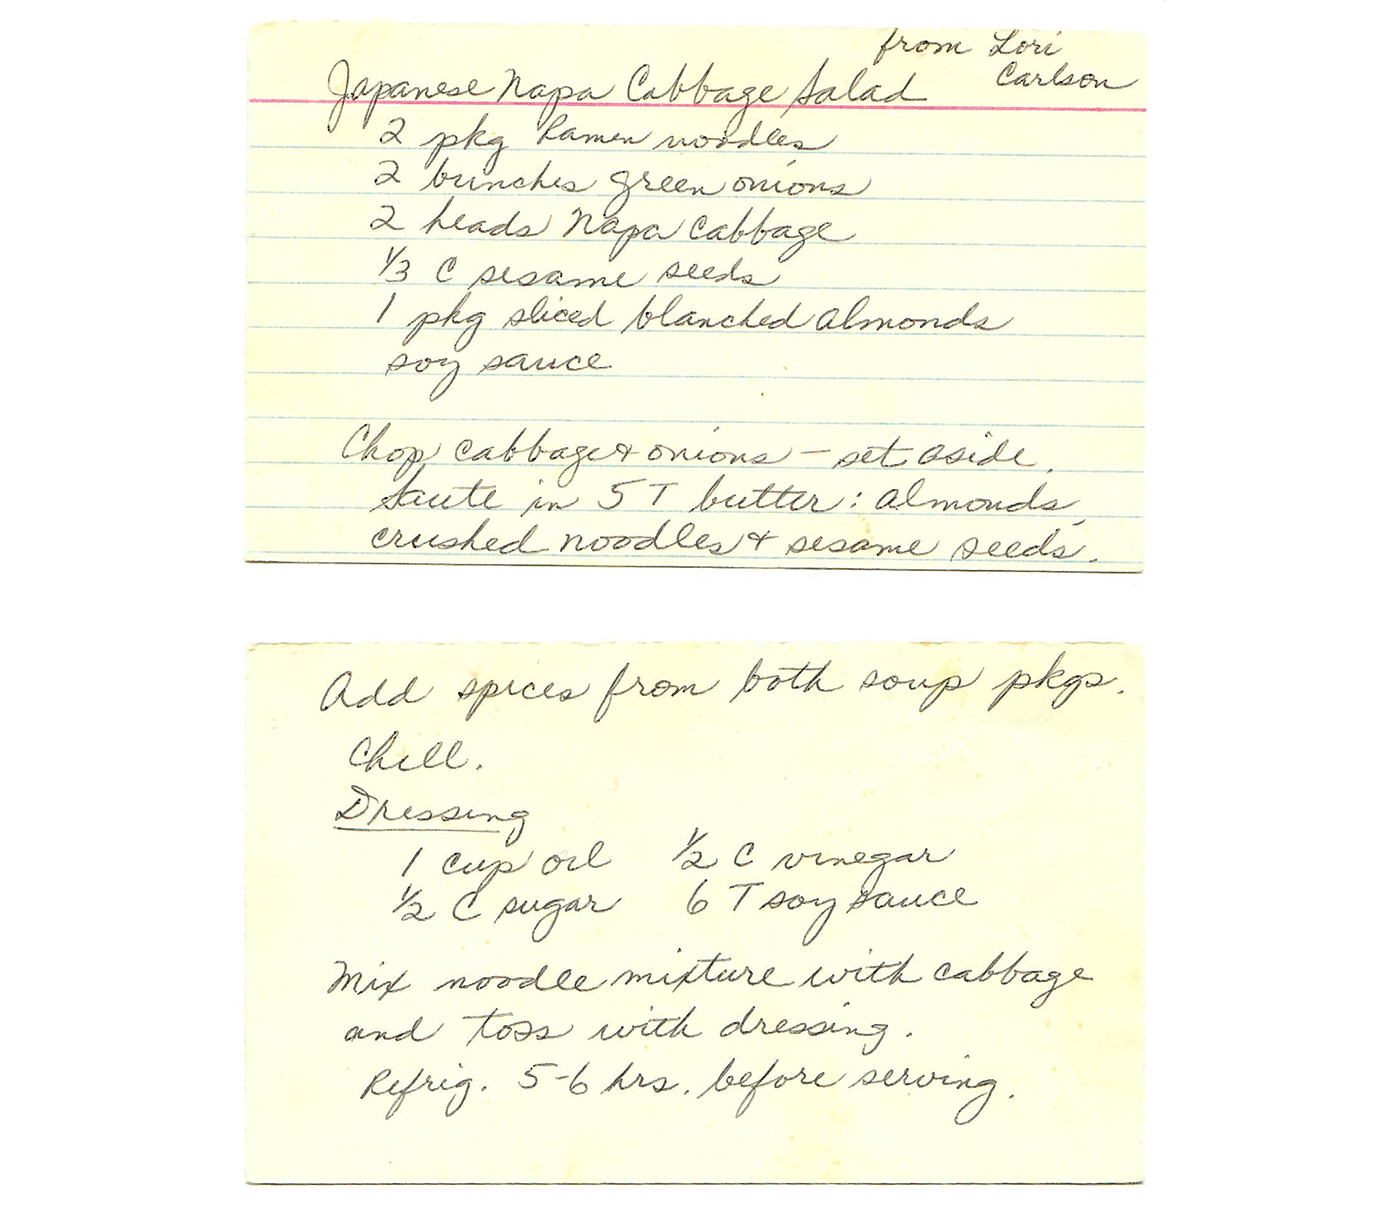 from Lori
Carlson
Japanese Napa Cabbage Salad
2 pkg Ramen noodles
2 bunches green onions
2 heads Napa Cabbage
1/3 C sesame seeds
1 pkg sliced blanched almonds
soy sauce
Chop cabbage & onions - set aside.
Saute in 5 T butter: almonds,
crushed noodles & sesame seeds.
Add spices from both soup pkgs.
Chill.
Dressing
1 cup oil 1/2 C vinegar
1/2 C sugar 6 T soy sauce
Mix noodle mixture with cabbage
and toss with dressing.
Refrig. 5-6 hrs. before serving.